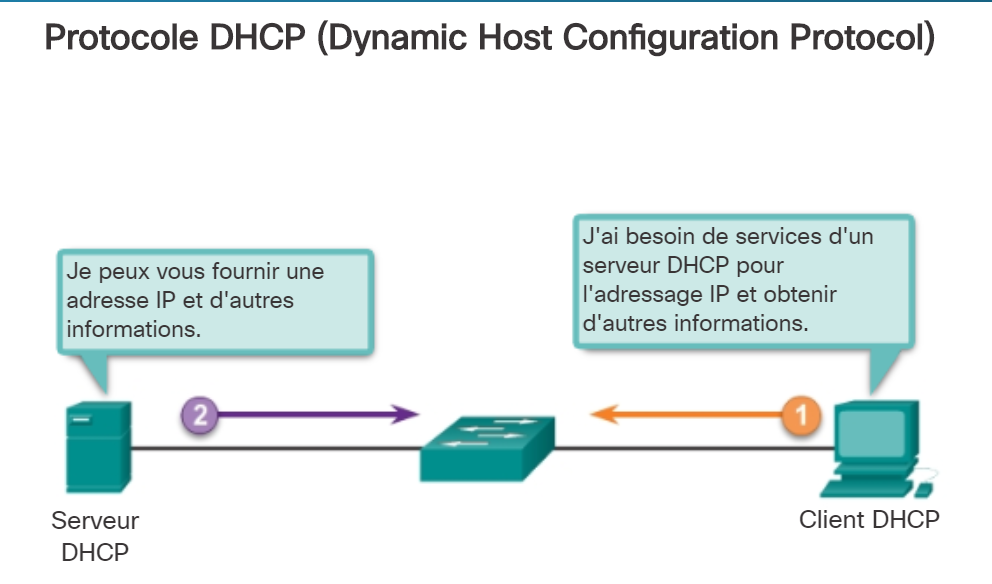 Protocole DHCP (Dynamic Host Configuration Protocol)
Je peux vous fournir une
adresse IP et d'autres
informations.
J'ai besoin de services d'un
serveur DHCP pour
l'adressage IP et obtenir
d'autres informations.
2
1
Serveur
DHCP
Client DHCP